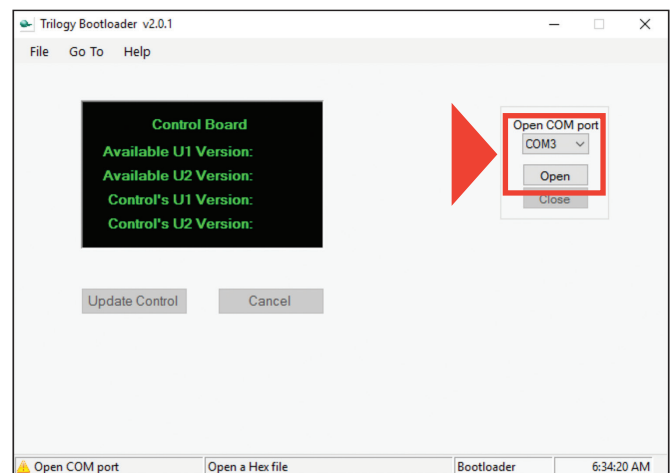 Trilogy Bootloader v2.0.1
File Go To Help
Control Board
Available U1 Version:
Available U2 Version:
Control's U1 Version:
Control's U2 Version:
Open COM port
COM3
Open
Close
Update Control Cancel
Open COM port Open a Hex file Bootloader 6:34:20 AM